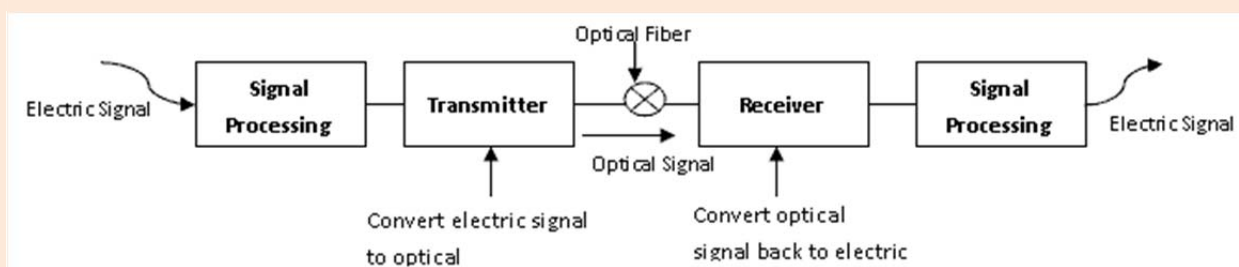 Optical Fiber
Electric Signal
Signal
Processing
Transmitter
Receiver
Signal
Processing
Electric Signal
Optical Signal
Convert electric signal
to optical
Convert optical
signal back to electric